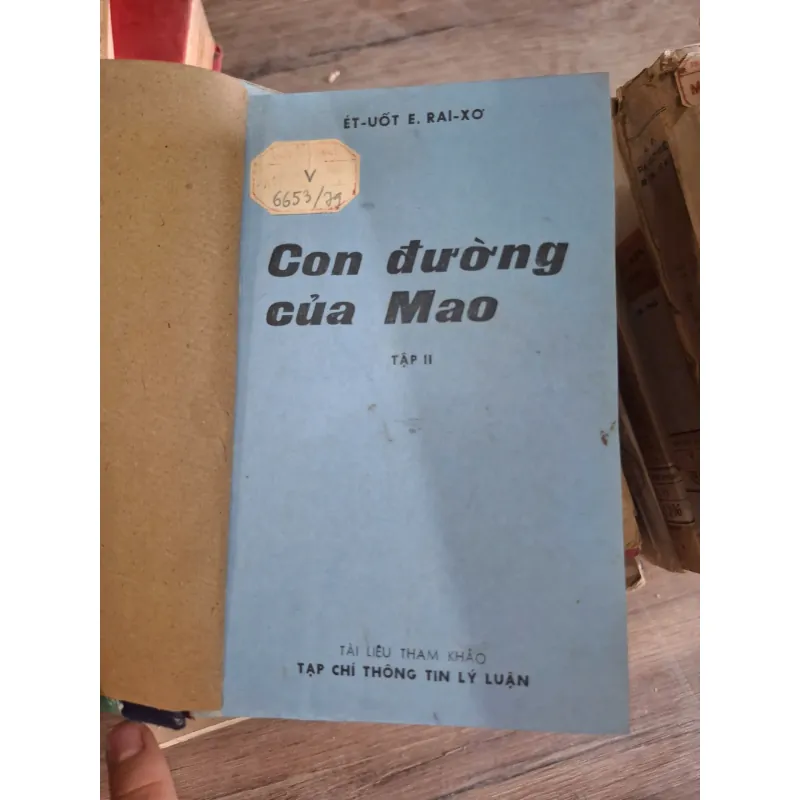 ÉT-UỐT E. RAI-XƠ
V
6653/79
Con đường
của Mao
TẬP II
TÀI LIỆU THAM KHẢO
TẠP CHÍ THÔNG TIN LÝ LUẬN